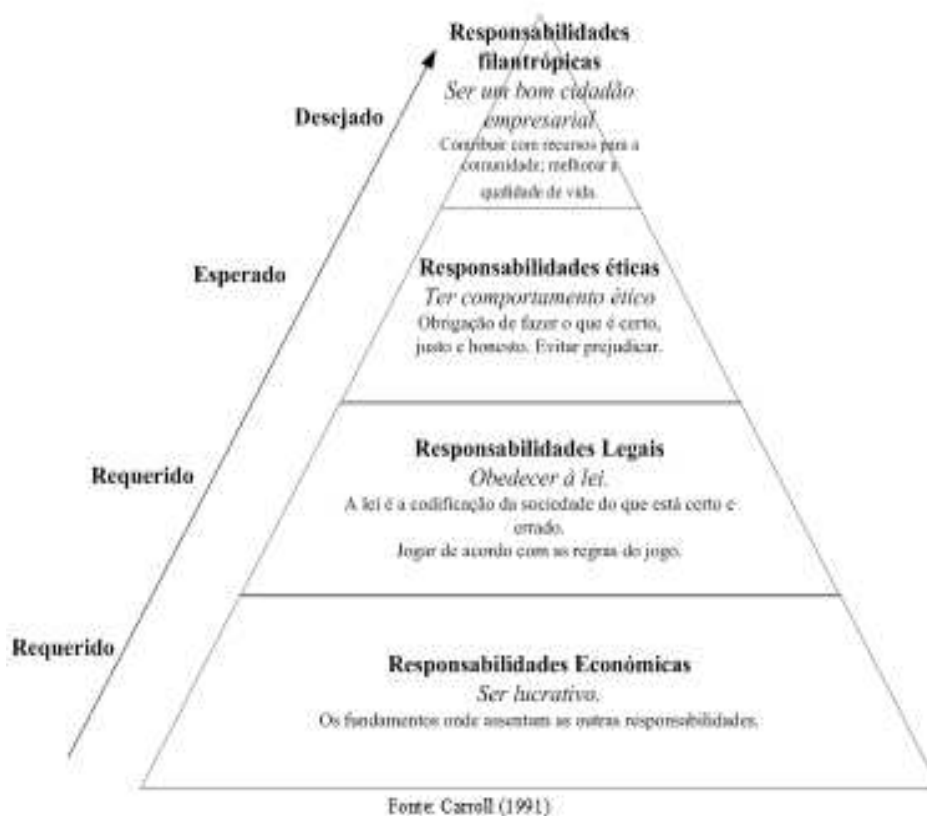 Responsabilidades
filantrópicas
Ser um bom cidadão
empresarial.
Contribuir com recursos para a
comunidade; melhorar a
qualidade de vida.
Desejado
Esperado
Responsabilidades éticas
Ter comportamento ético
Obrigação de fazer o que é certo,
justo e honesto. Evitar prejudicar.
Requerido
Responsabilidades Legais
Obedecer à lei.
A lei é a codificação da sociedade do que está certo e
errado.
Jogar de acordo com as regras do jogo.
Requerido
Responsabilidades Económicas
Ser lucrativo.
Os fundamentos onde assentam as outras responsabilidades.
Fonte: Carroll (1991)